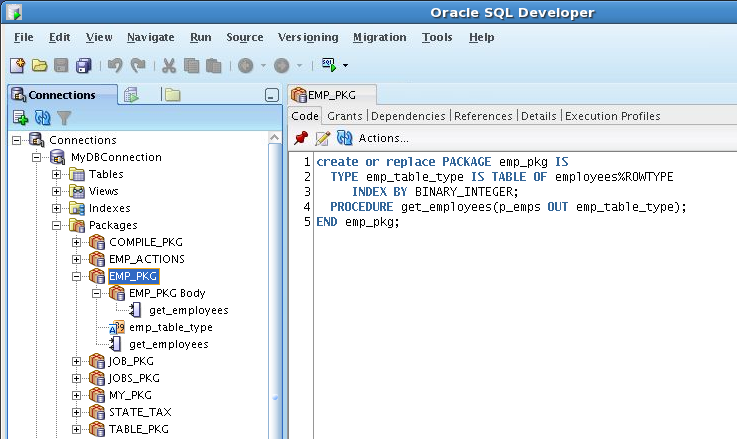 Oracle SQL Developer
File Edit View Navigate Run Source Versioning Migration Tools Help
Connections
EMP_PKG
Code Grants Dependencies References Details Execution Profiles
Actions...
Connections
MyDBConnection
Tables
Views
Indexes
Packages
COMPILE_PKG
EMP_ACTIONS
EMP_PKG
EMP_PKG Body
get_employees
emp_table_type
get_employees
JOB_PKG
JOBS_PKG
MY_PKG
STATE_TAX
TABLE_PKG
1 create or replace PACKAGE emp_pkg IS
2 TYPE emp_table_type IS TABLE OF employees%ROWTYPE
3 INDEX BY BINARY_INTEGER;
4 PROCEDURE get_employees(p_emps OUT emp_table_type);
5 END emp_pkg;